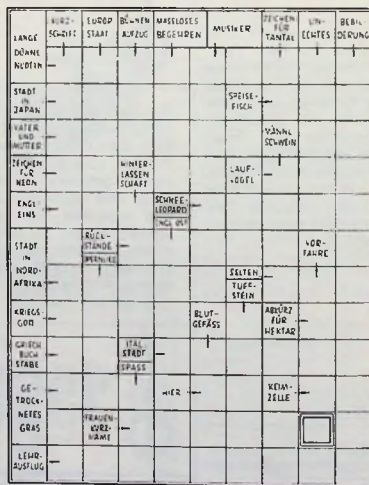 LANGE
DÜNNE
NUDELN
KURZ-
SCHRIFT
EUROP
STAAT
BÜHNEN
AUFZUG
MASSLOSES
BEGEHREN
MUSIKER
ZEICHEN
FÜR
TANTAL
UN-
ECHTES
BEBIL
DERUNG
STADT
IN
JAPAN
SPEISE-
FISCH
VATER
UND
MUTTER
MÄNNL
SCHWEIN
ZEICHEN
FÜR
NEON
HINTER-
LASSEN
SCHAFT
LAUF-
VOGEL
ENGL
EINS
SCHNEE-
LEOPARD
ENGL OST
STADT
IN
NORD-
AFRIKA
RÜCK-
STÄNDE
OPERNLIED
VOR-
FAHRE
SELTEN
TUFF-
STEIN
KRIEGS-
GOTT
BLUT-
GEFÄSS
ABKÜRZ
FÜR
HEKTAR
GRIECH
BUCH
STABE
ITAL
STADT
SPASS
GE-
TROCK-
NETES
GRAS
HIER
KEIM-
ZELLE
FRAUEN-
KURZ-
NAME
LEHR-
AUSFLUG